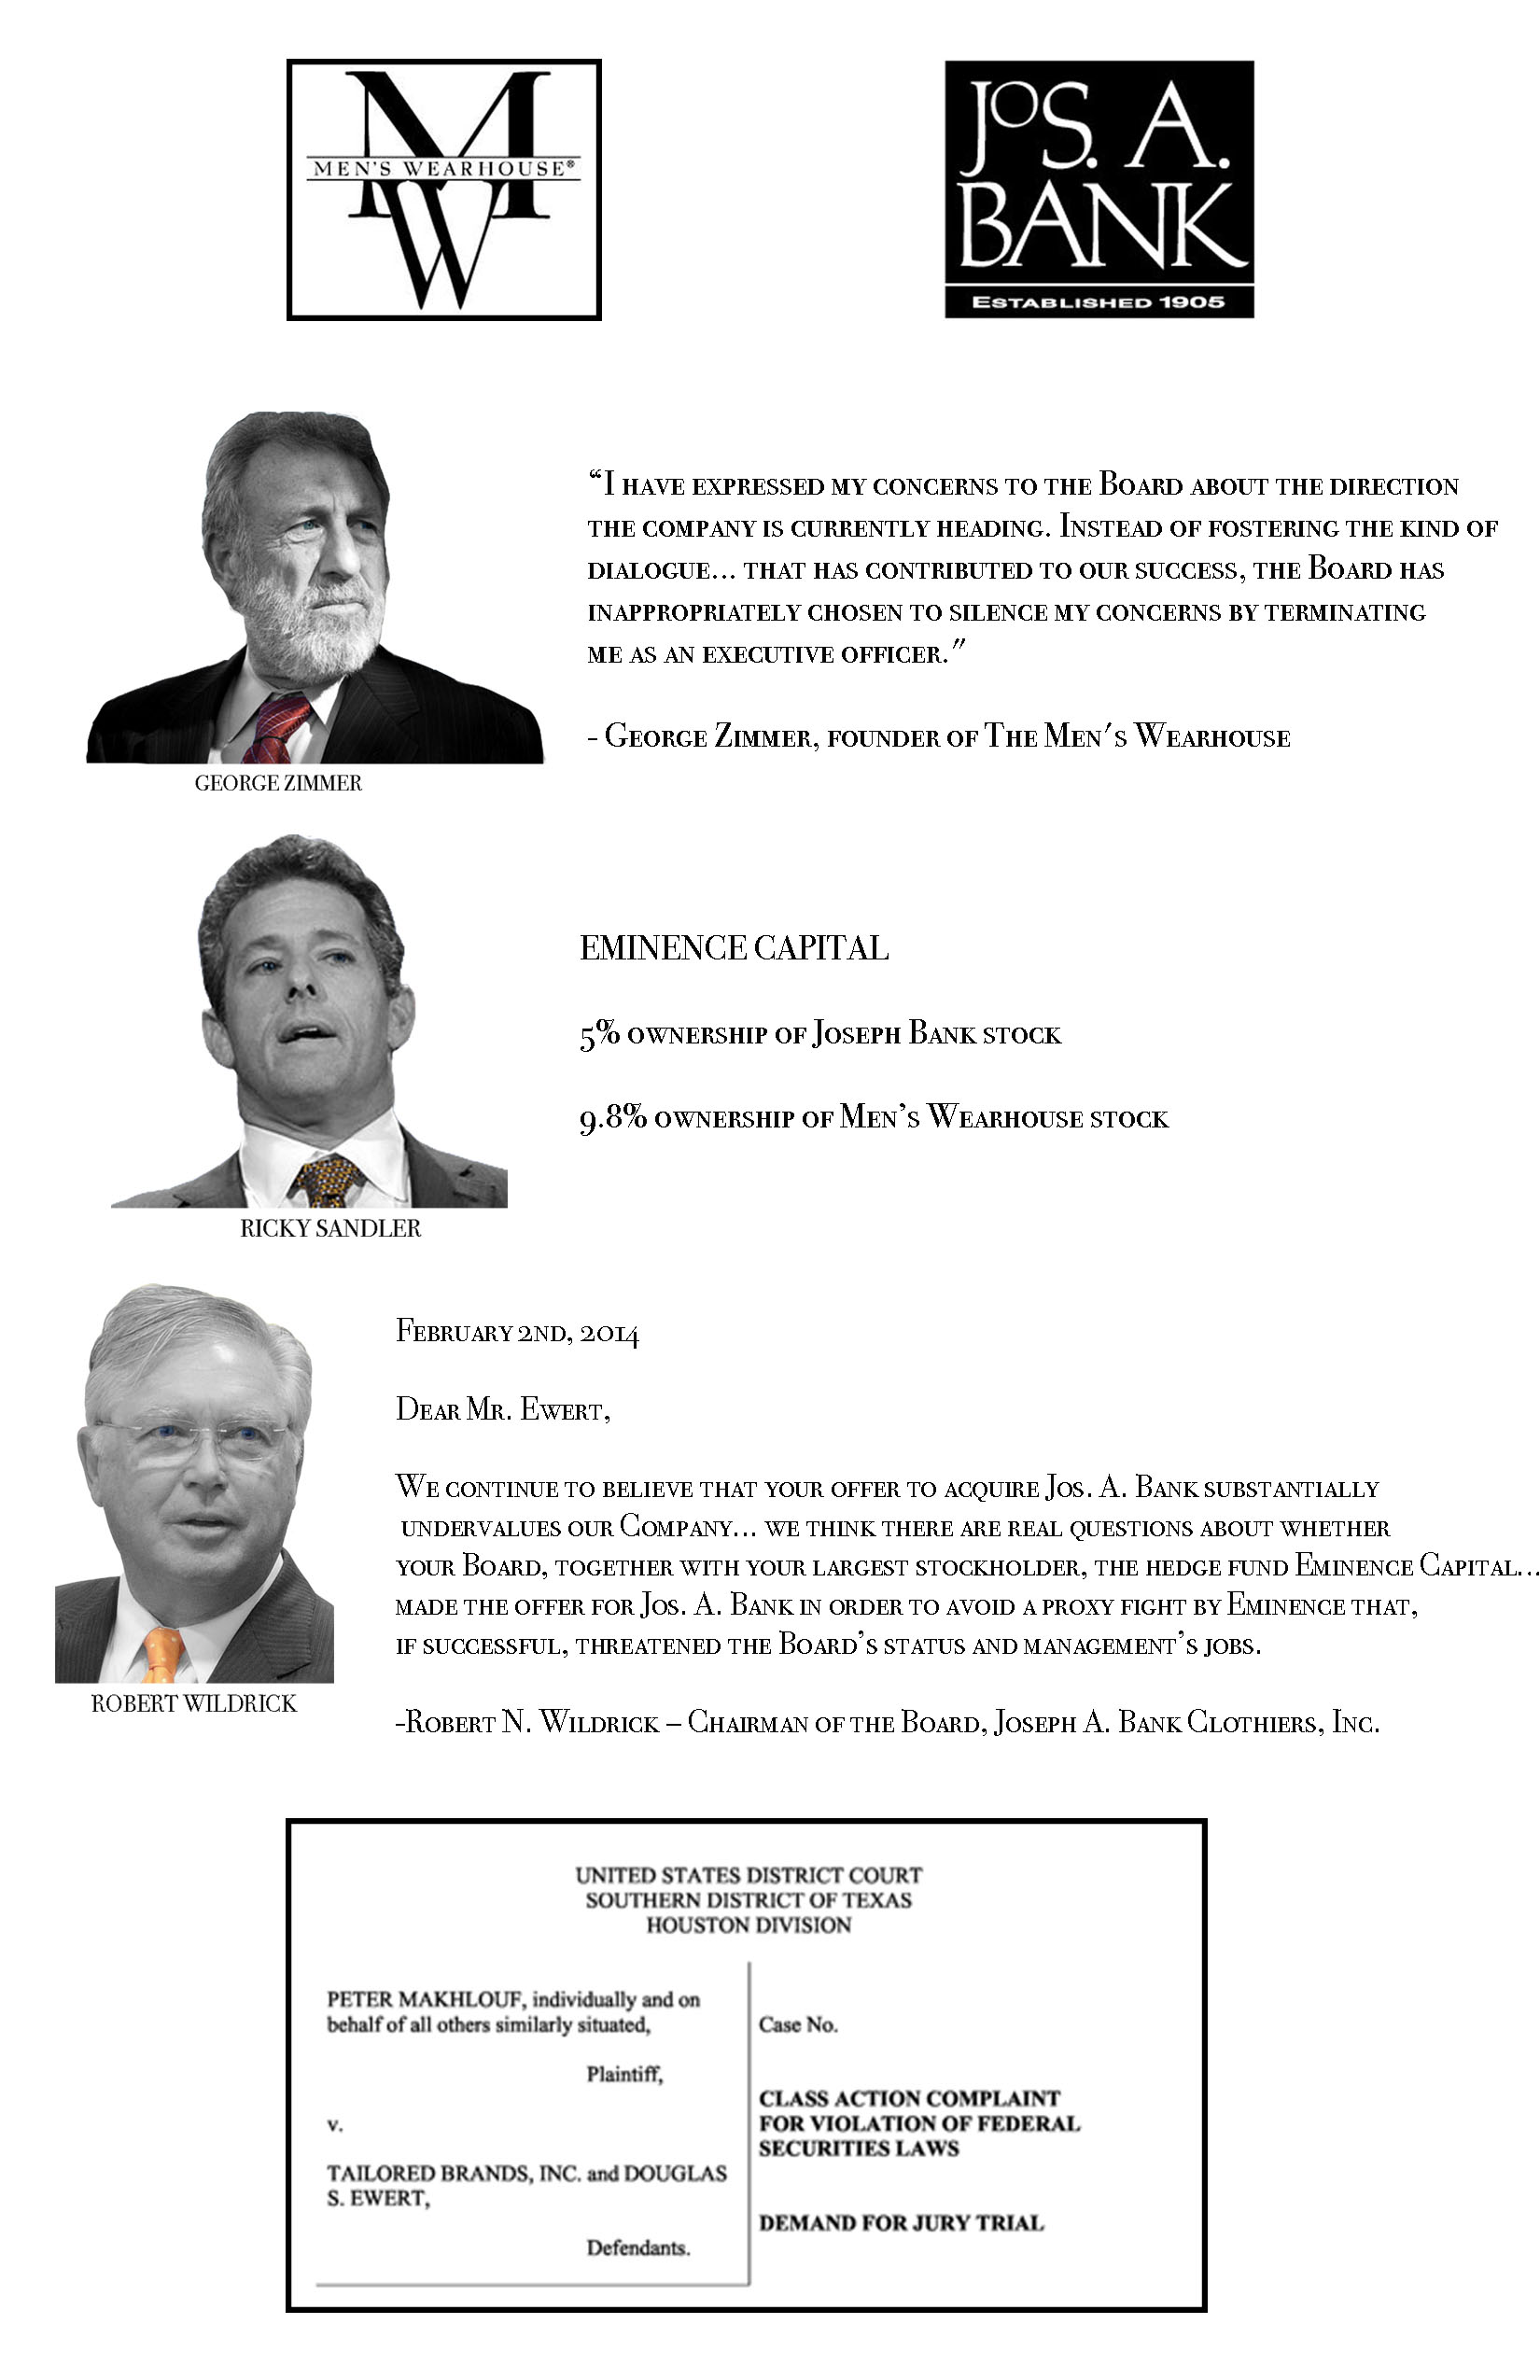 M
MEN'S WEARHOUSE®
W
JOS. A.
BANK
ESTABLISHED 1905
“I have expressed my concerns to the Board about the direction
the company is currently heading. Instead of fostering the kind of
dialogue... that has contributed to our success, the Board has
inappropriately chosen to silence my concerns by terminating
me as an executive officer."
- George Zimmer, founder of The Men's Wearhouse
GEORGE ZIMMER
EMINENCE CAPITAL
5% ownership of Joseph Bank stock
9.8% ownership of Men’s Wearhouse stock
RICKY SANDLER
February 2nd, 2014
Dear Mr. Ewert,
We continue to believe that your offer to acquire Jos. A. Bank substantially
undervalues our Company... we think there are real questions about whether
your Board, together with your largest stockholder, the hedge fund Eminence Capital...
made the offer for Jos. A. Bank in order to avoid a proxy fight by Eminence that,
if successful, threatened the Board’s status and management’s jobs.
-Robert N. Wildrick – Chairman of the Board, Joseph A. Bank Clothiers, Inc.
ROBERT WILDRICK
UNITED STATES DISTRICT COURT
SOUTHERN DISTRICT OF TEXAS
HOUSTON DIVISION
PETER MAKHLOUF, individually and on
behalf of all others similarly situated,
Plaintiff,
v.
TAILORED BRANDS, INC. and DOUGLAS
S. EWERT,
Defendants.
Case No.
CLASS ACTION COMPLAINT
FOR VIOLATION OF FEDERAL
SECURITIES LAWS
DEMAND FOR JURY TRIAL